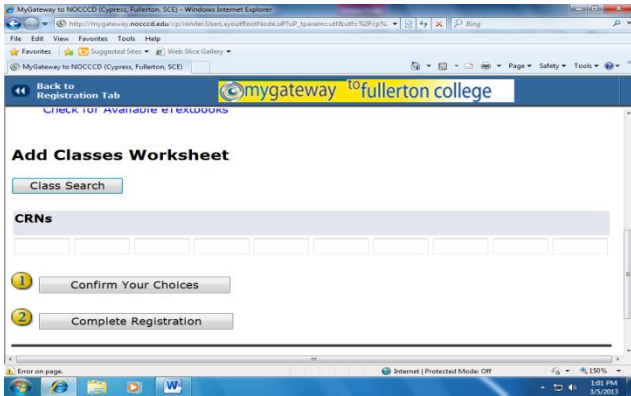 MyGateway to NOCCCD (Cypress, Fullerton, SCE) - Windows Internet Explorer
http://mygateway.nocccd.edu/cp/render.UserLayoutRootNode.uP?uP_tparam=utf&utf=%2Fcp%
Bing
File Edit View Favorites Tools Help
Favorites Suggested Sites Web Slice Gallery
MyGateway to NOCCCD (Cypress, Fullerton, SCE)
Page Safety Tools
Back to
Registration Tab
mygateway to fullerton college
Check for Available eTextbooks
Add Classes Worksheet
Class Search
CRNs
1 Confirm Your Choices
2 Complete Registration
Error on page.
Internet | Protected Mode: Off
150%
1:01 PM
3/5/2013